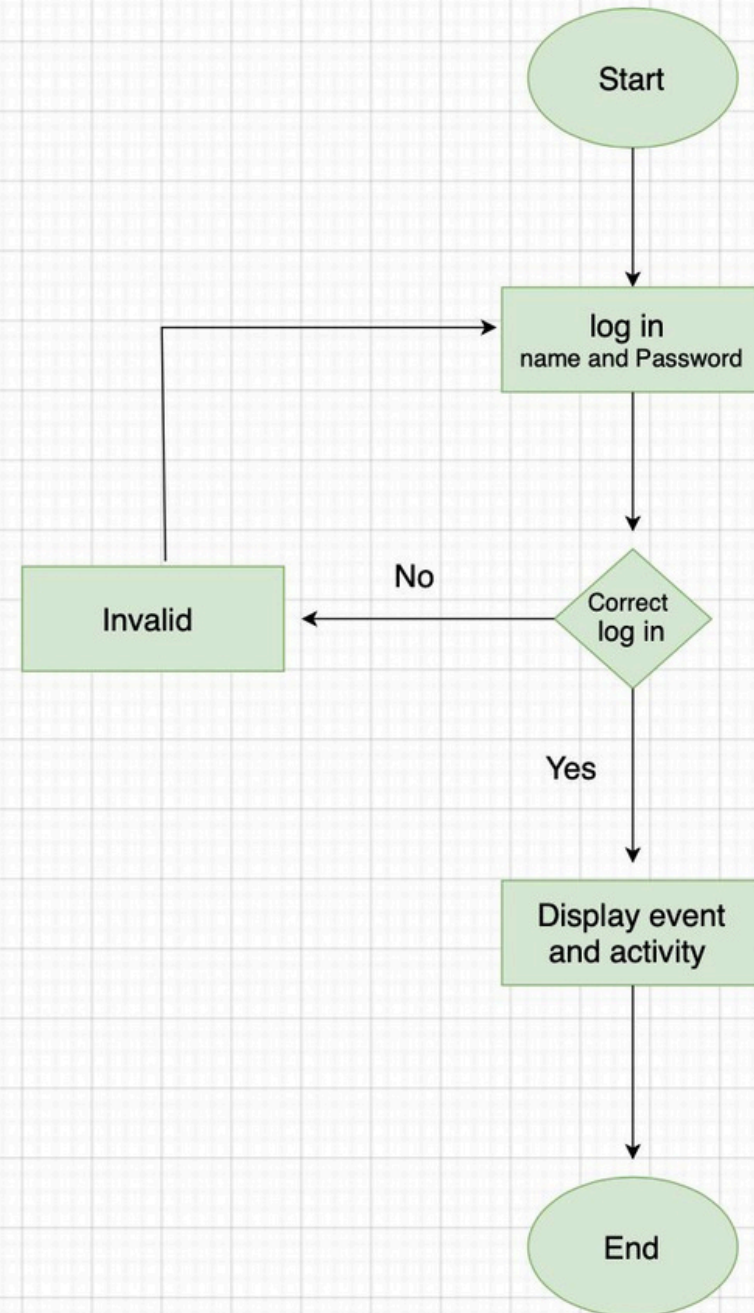 Start
log in
name and Password
No
Correct
log in
Invalid
Yes
Display event
and activity
End